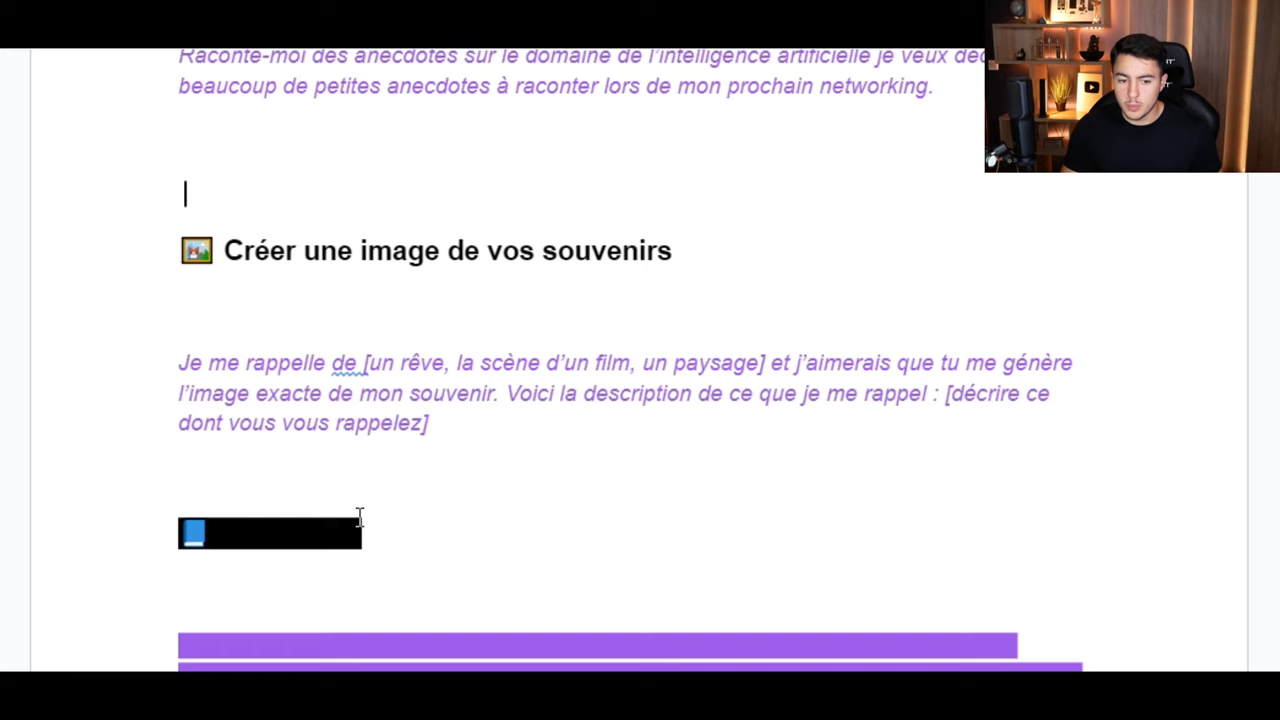 Raconte-moi des anecdotes sur le domaine de l'intelligence artificielle je veux
beaucoup de petites anecdotes à raconter lors de mon prochain networking.
Créer une image de vos souvenirs
Je me rappelle de [un rêve, la scène d'un film, un paysage] et j'aimerais que tu me génère
l'image exacte de mon souvenir. Voici la description de ce que je me rappel : [décrire ce
dont vous vous rappelez]